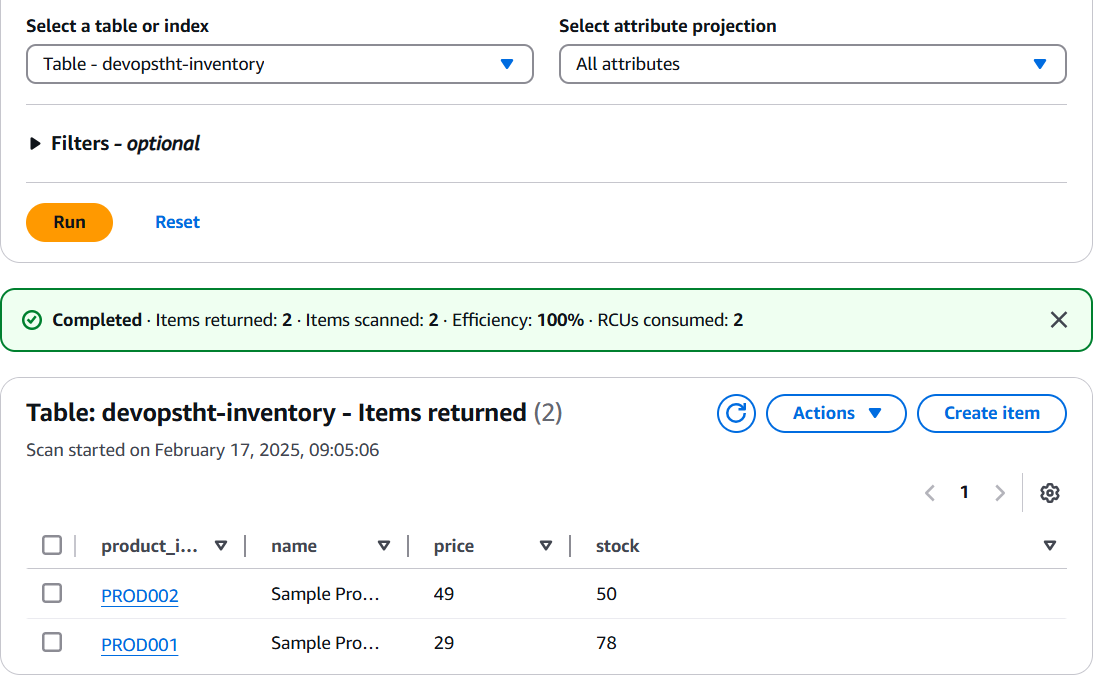 Select a table or index
Select attribute projection
Table - devopstht-inventory
All attributes
Filters - optional
Run
Reset
Completed · Items returned: 2 · Items scanned: 2 · Efficiency: 100% · RCUs consumed: 2
Table: devopstht-inventory - Items returned (2)
Actions
Create item
Scan started on February 17, 2025, 09:05:06
1
product_i... name price stock
PROD002 Sample Pro... 49 50
PROD001 Sample Pro... 29 78